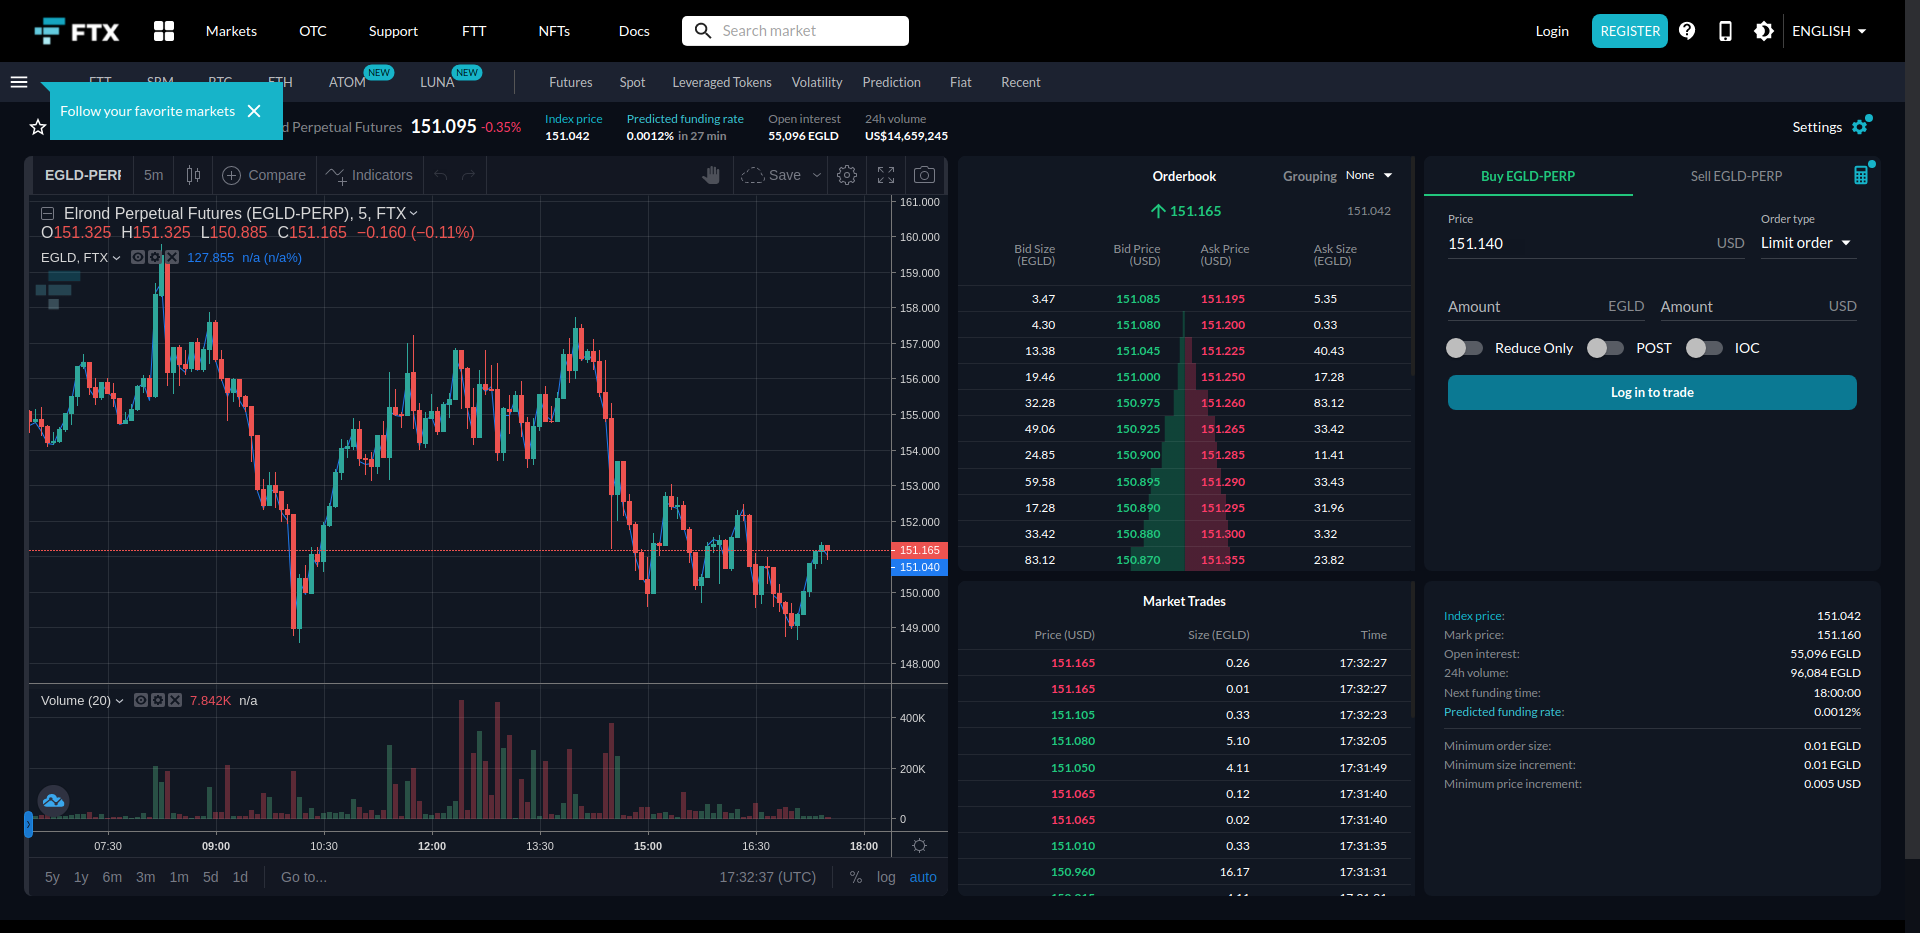 FTX
Markets OTC Support FTT NFTs Docs Search market Login REGISTER ENGLISH
ATOM NEW LUNA NEW Futures Spot Leveraged Tokens Volatility Prediction Fiat Recent
Follow your favorite markets
d Perpetual Futures 151.095 -0.35%
Index price
151.042
Predicted funding rate
0.0012% in 27 min
Open interest
55,096 EGLD
24h volume
US$14,659,245
Settings
EGLD-PERP 5m Compare Indicators Save
Elrond Perpetual Futures (EGLD-PERP), 5, FTX
O151.325 H151.325 L150.885 C151.165 −0.160 (−0.11%)
EGLD, FTX 127.855 n/a (n/a%)
161.000
160.000
159.000
158.000
157.000
156.000
155.000
154.000
153.000
152.000
151.165
151.040
150.000
149.000
148.000
Volume (20) 7.842K n/a
400K
200K
0
07:30 09:00 10:30 12:00 13:30 15:00 16:30 18:00
5y 1y 6m 3m 1m 5d 1d Go to... 17:32:37 (UTC) % log auto
Orderbook Grouping None
151.165 151.042
Bid Size (EGLD) Bid Price (USD) Ask Price (USD) Ask Size (EGLD)
3.47 151.085 151.195 5.35
4.30 151.080 151.200 0.33
13.38 151.045 151.225 40.43
19.46 151.000 151.250 17.28
32.28 150.975 151.260 83.12
49.06 150.925 151.265 33.42
24.85 150.900 151.285 11.41
59.58 150.895 151.290 33.43
17.28 150.890 151.295 31.96
33.42 150.880 151.300 3.32
83.12 150.870 151.355 23.82
Market Trades
Price (USD) Size (EGLD) Time
151.165 0.26 17:32:27
151.165 0.01 17:32:27
151.105 0.33 17:32:23
151.080 5.10 17:32:05
151.050 4.11 17:31:49
151.065 0.12 17:31:40
151.065 0.02 17:31:40
151.010 0.33 17:31:35
150.960 16.17 17:31:31
Buy EGLD-PERP Sell EGLD-PERP
Price Order type
151.140 USD Limit order
Amount EGLD Amount USD
Reduce Only POST IOC
Log in to trade
Index price: 151.042
Mark price: 151.160
Open interest: 55,096 EGLD
24h volume: 96,084 EGLD
Next funding time: 18:00:00
Predicted funding rate: 0.0012%
Minimum order size: 0.01 EGLD
Minimum size increment: 0.01 EGLD
Minimum price increment: 0.005 USD